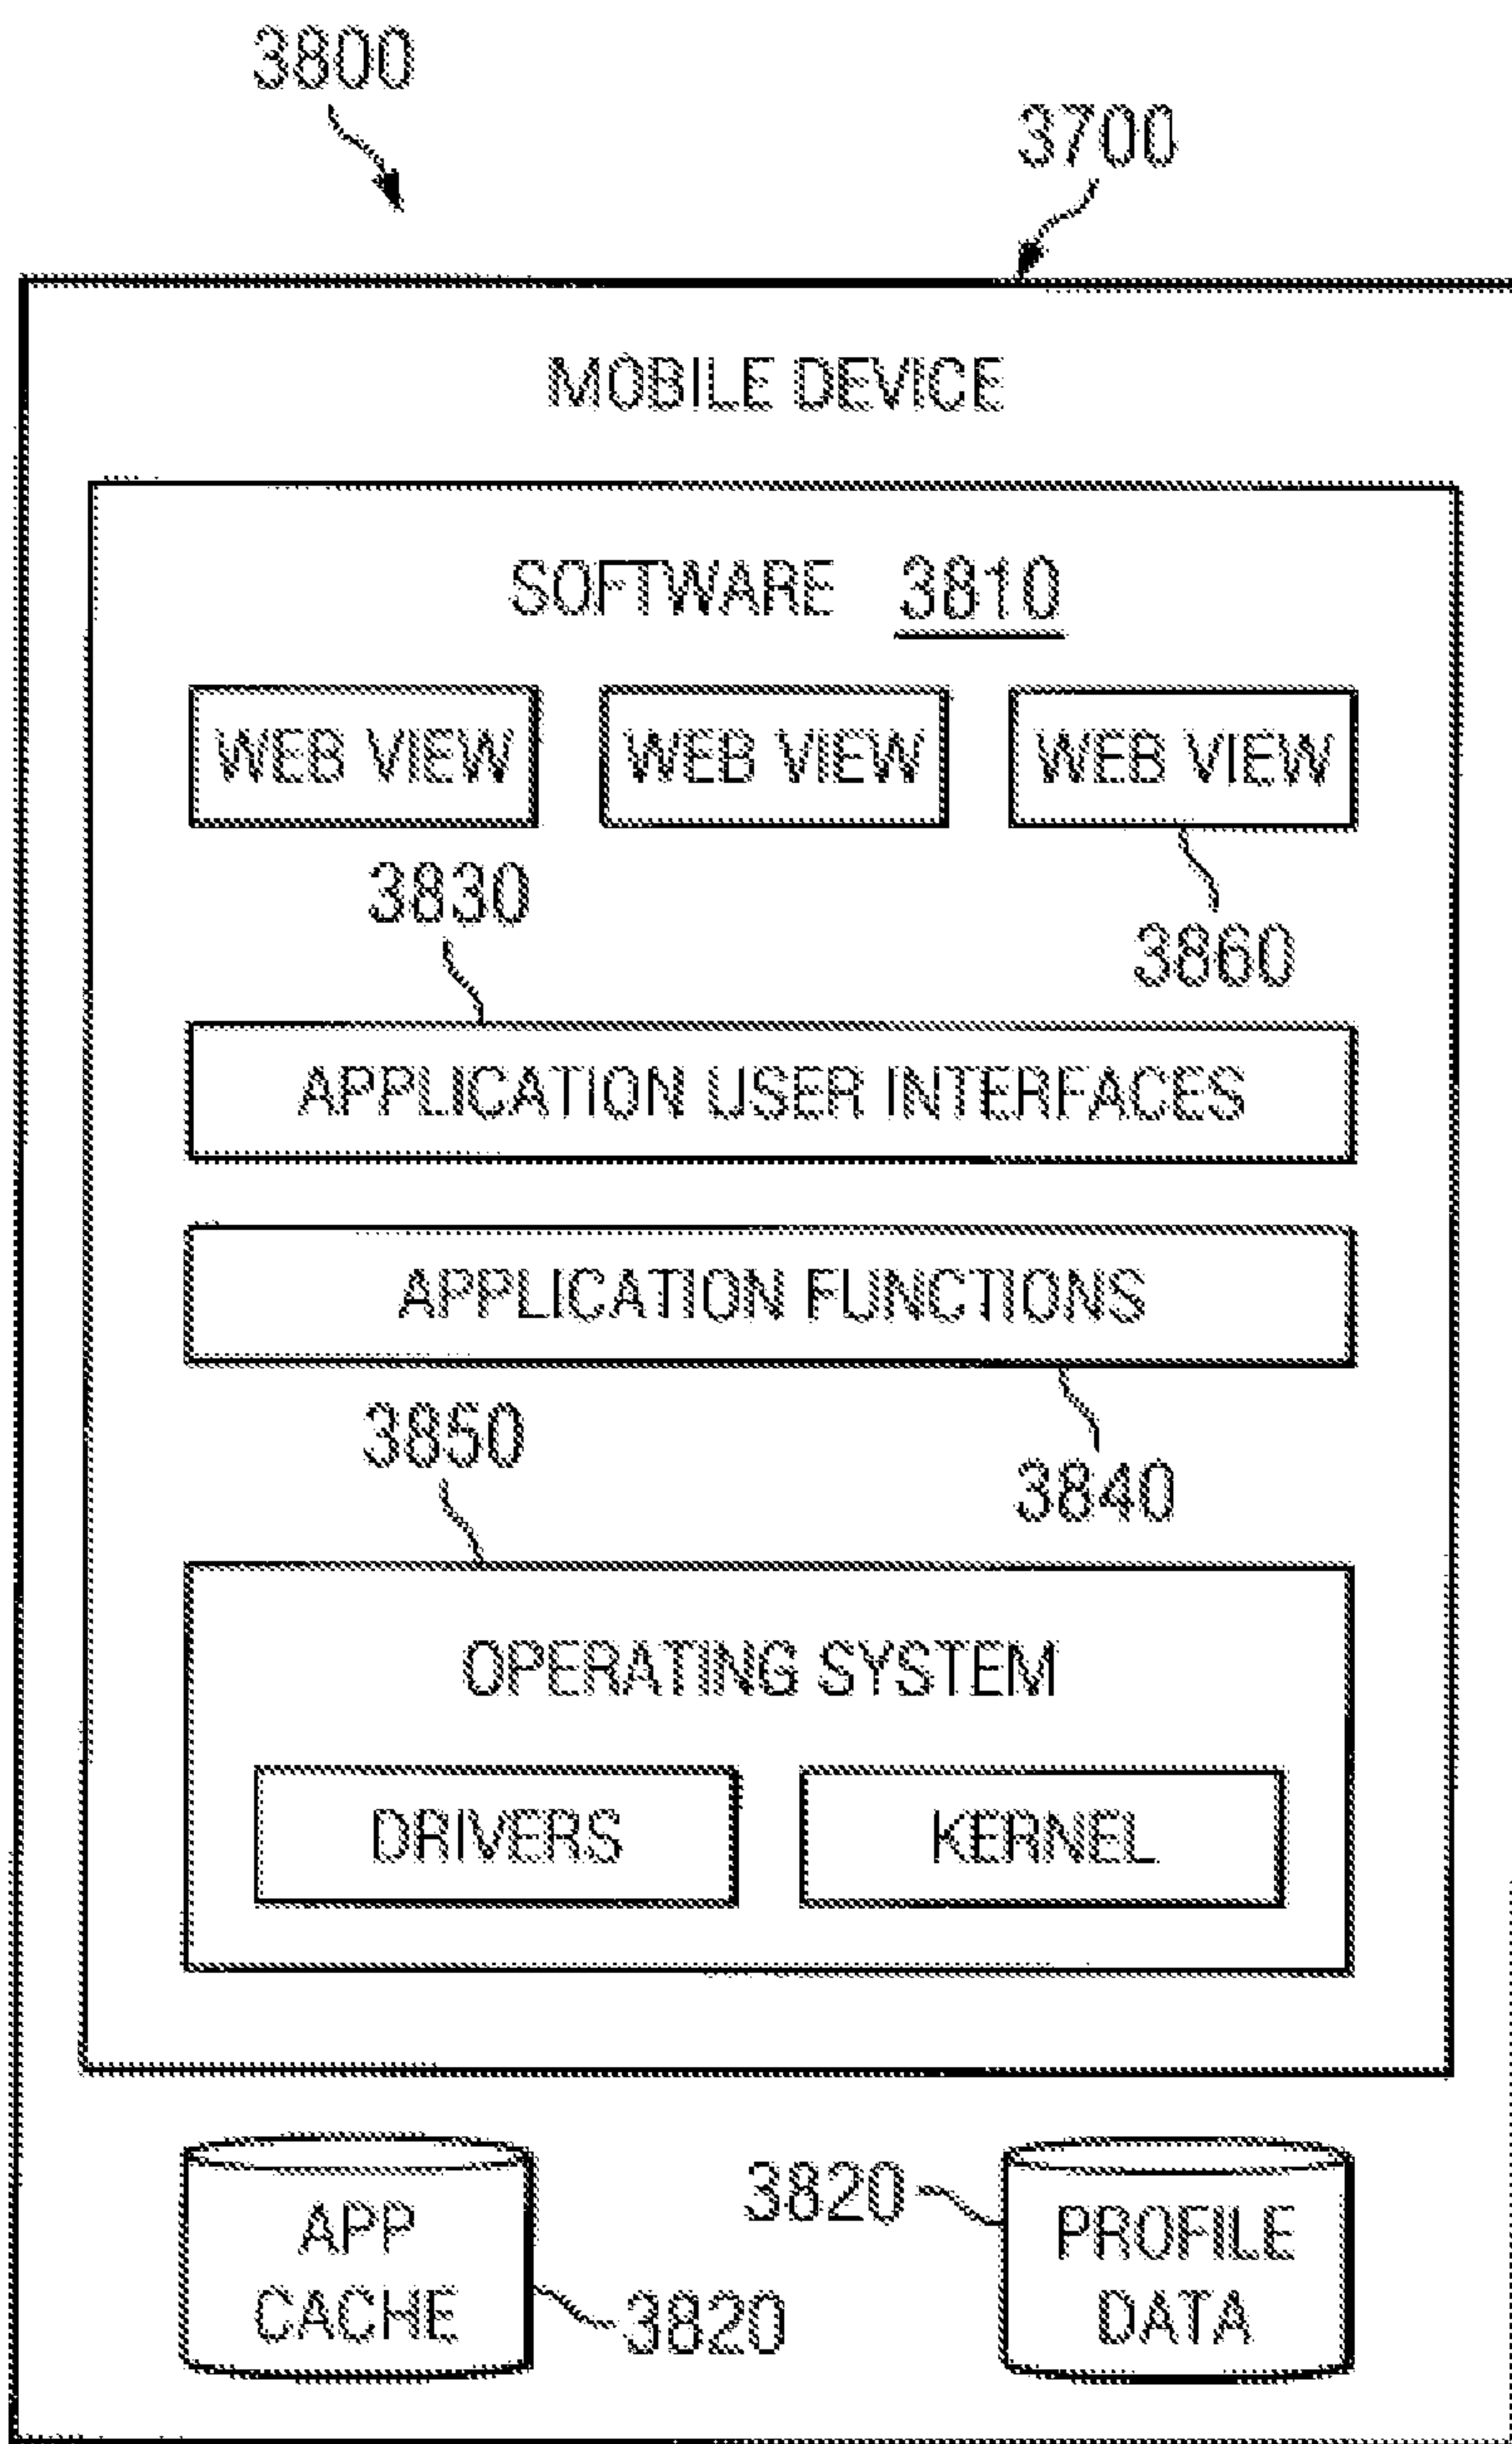 3800
3700
MOBILE DEVICE
SOFTWARE 3810
WEB VIEW WEB VIEW WEB VIEW
3830
3860
APPLICATION USER INTERFACES
APPLICATION FUNCTIONS
3850
3840
OPERATING SYSTEM
DRIVERS KERNEL
APP
CACHE
3820
3820
PROFILE
DATA